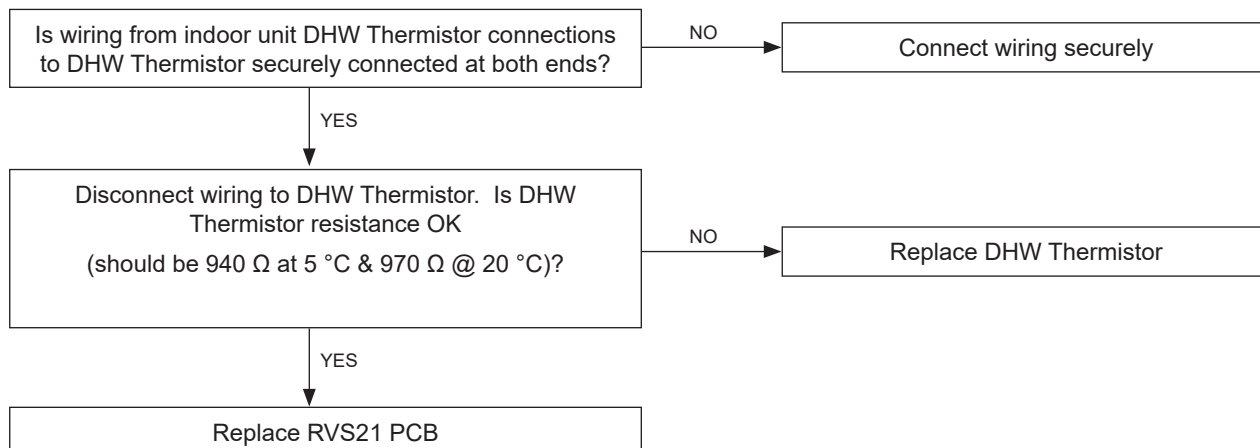 Is wiring from indoor unit DHW Thermistor connections
to DHW Thermistor securely connected at both ends?
NO
Connect wiring securely
YES
Disconnect wiring to DHW Thermistor. Is DHW
Thermistor resistance OK
(should be 940 Ω at 5 °C & 970 Ω @ 20 °C)?
NO
Replace DHW Thermistor
YES
Replace RVS21 PCB